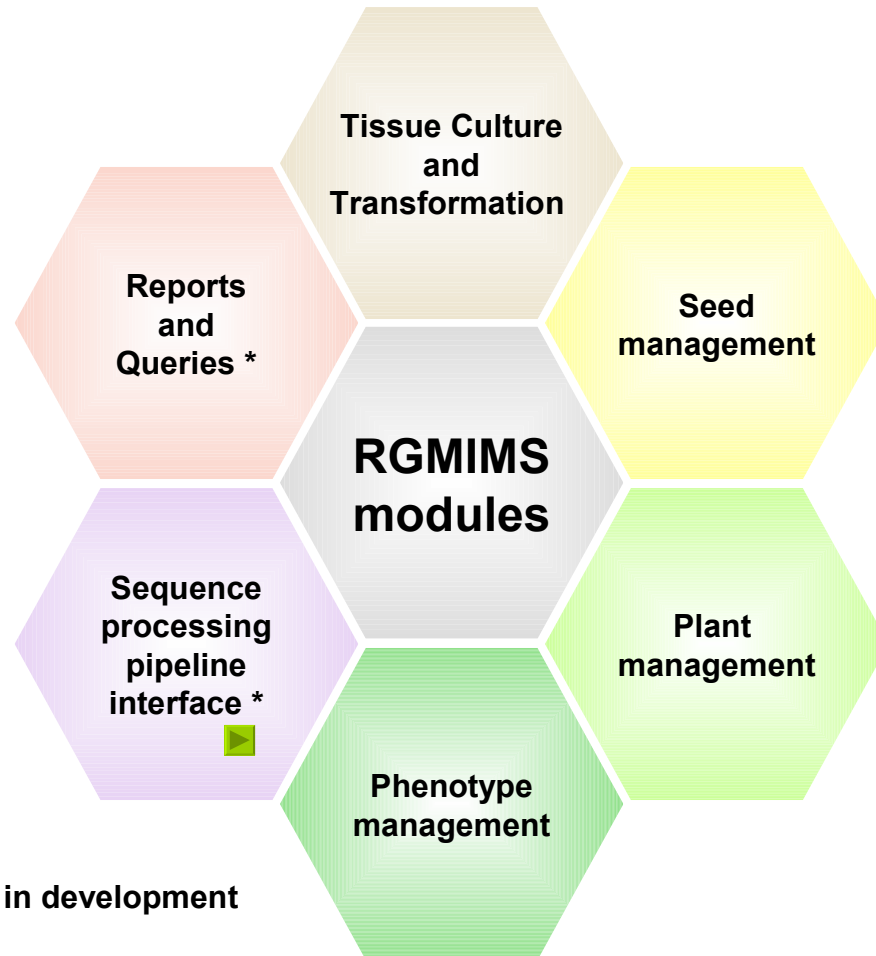 Tissue Culture
and
Transformation
Reports
and
Queries *
Seed
management
RGMIMS
modules
Sequence
processing
pipeline
interface *
Plant
management
Phenotype
management
in development